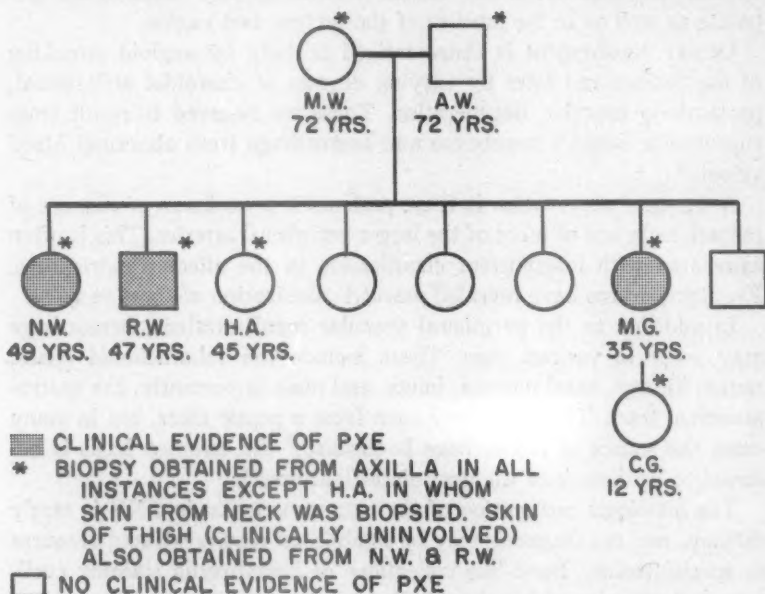 M.W. A.W.
72 YRS. 72 YRS.
N.W. R.W. H.A. M.G.
49 YRS. 47 YRS. 45 YRS. 35 YRS.
C.G.
12 YRS.
CLINICAL EVIDENCE OF PXE
* BIOPSY OBTAINED FROM AXILLA IN ALL
INSTANCES EXCEPT H.A. IN WHOM
SKIN FROM NECK WAS BIOPSIED. SKIN
OF THIGH (CLINICALLY UNINVOLVED)
ALSO OBTAINED FROM N.W. & R.W.
NO CLINICAL EVIDENCE OF PXE